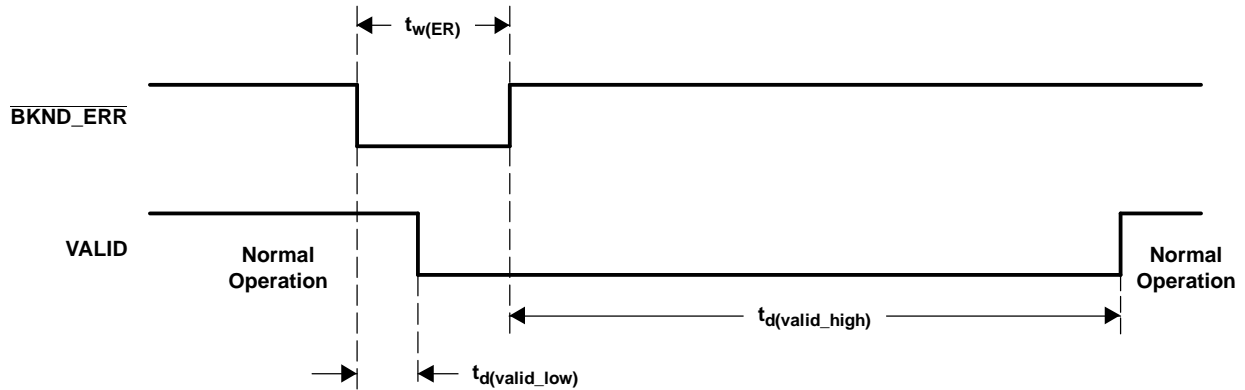 tw(ER)
BKND_ERR
VALID
Normal
Operation
Normal
Operation
td(valid_high)
td(valid_low)